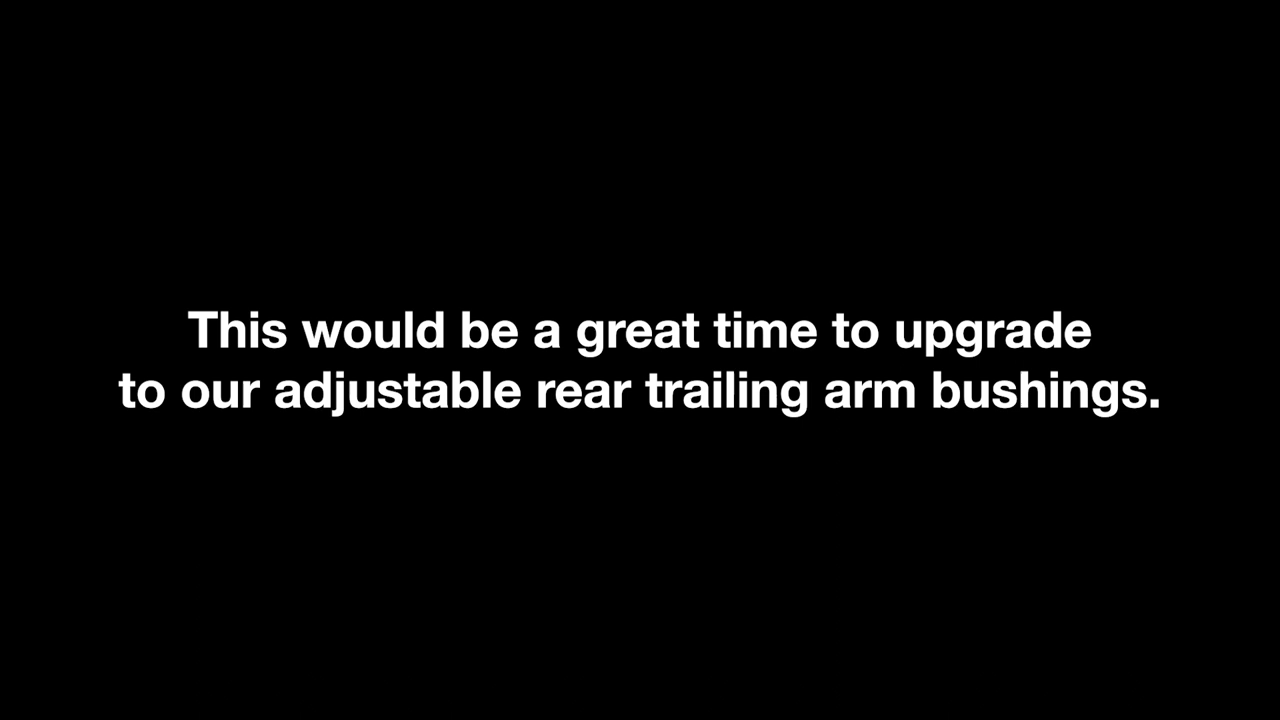 This would be a great time to upgrade
to our adjustable rear trailing arm bushings.